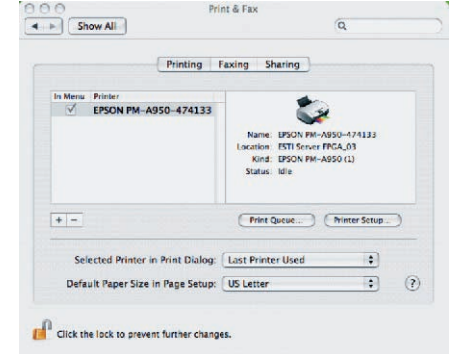 Print & Fax
Show All
Printing Faxing Sharing
In Menu Printer
EPSON PM-A950-474133
Name: EPSON PM-A950-474133
Location: ESTI Server FPGA_03
Kind: EPSON PM-A950 (1)
Status: Idle
+ -
Print Queue... Printer Setup...
Selected Printer in Print Dialog: Last Printer Used
Default Paper Size in Page Setup: US Letter
?
Click the lock to prevent further changes.